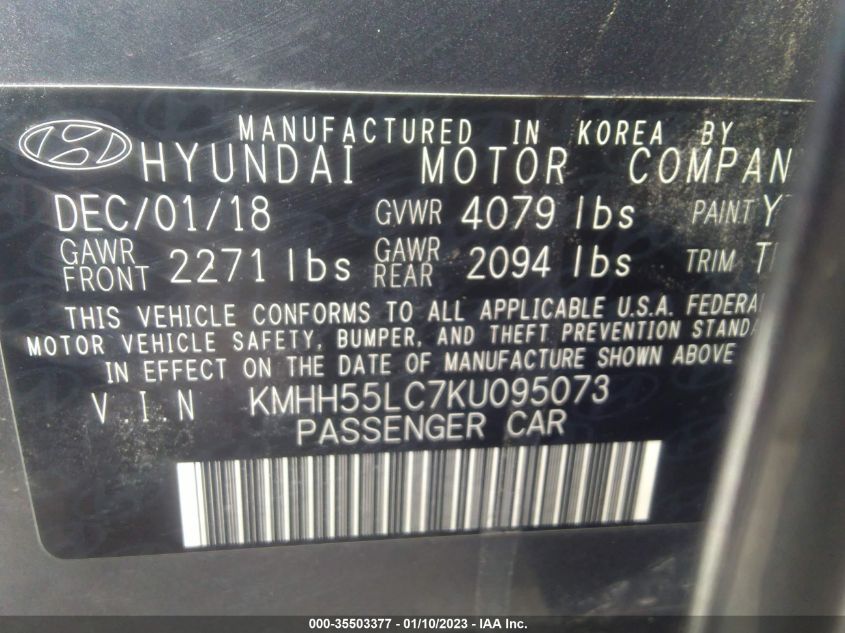 MANUFACTURED IN KOREA BY
HYUNDAI MOTOR COMPAN
DEC/01/18 GVWR 4079 lbs PAINT
GAWR FRONT 2271 lbs GAWR REAR 2094 lbs TRIM
THIS VEHICLE CONFORMS TO ALL APPLICABLE U.S.A. FEDERA
MOTOR VEHICLE SAFETY, BUMPER, AND THEFT PREVENTION STAND
IN EFFECT ON THE DATE OF MANUFACTURE SHOWN ABOVE
VIN KMHH55LC7KU095073
PASSENGER CAR
000-35503377 - 01/10/2023 - IAA Inc.